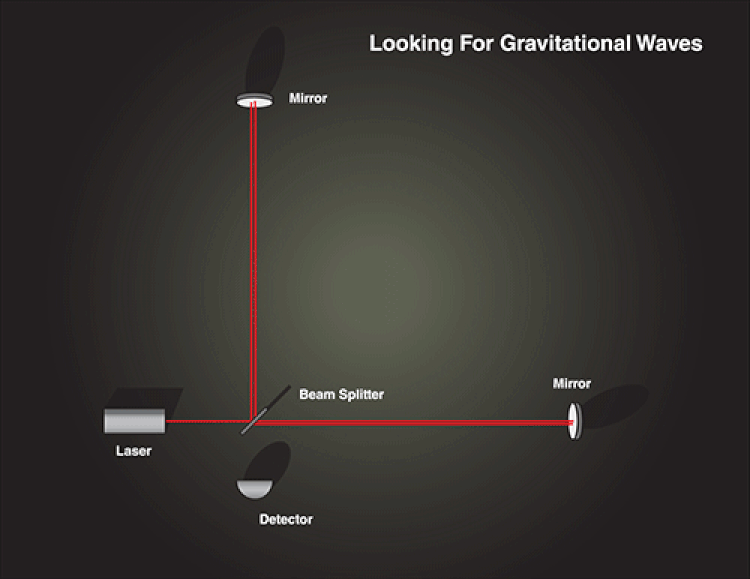 Looking For Gravitational Waves
Mirror
Mirror
Beam Splitter
Laser
Detector